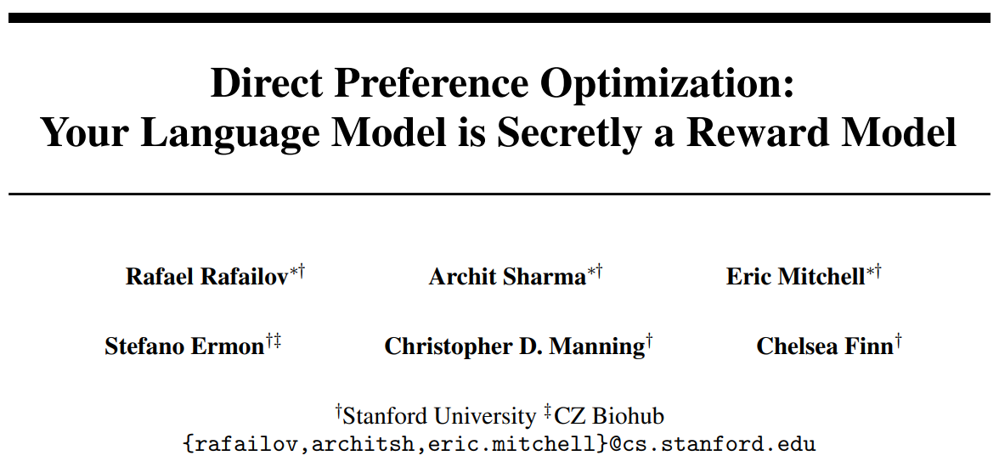 Direct Preference Optimization:
Your Language Model is Secretly a Reward Model
Rafael Rafailov*† Archit Sharma*† Eric Mitchell*†
Stefano Ermon†‡ Christopher D. Manning† Chelsea Finn†
†Stanford University ‡CZ Biohub
{rafailov,architsh,eric.mitchell}@cs.stanford.edu